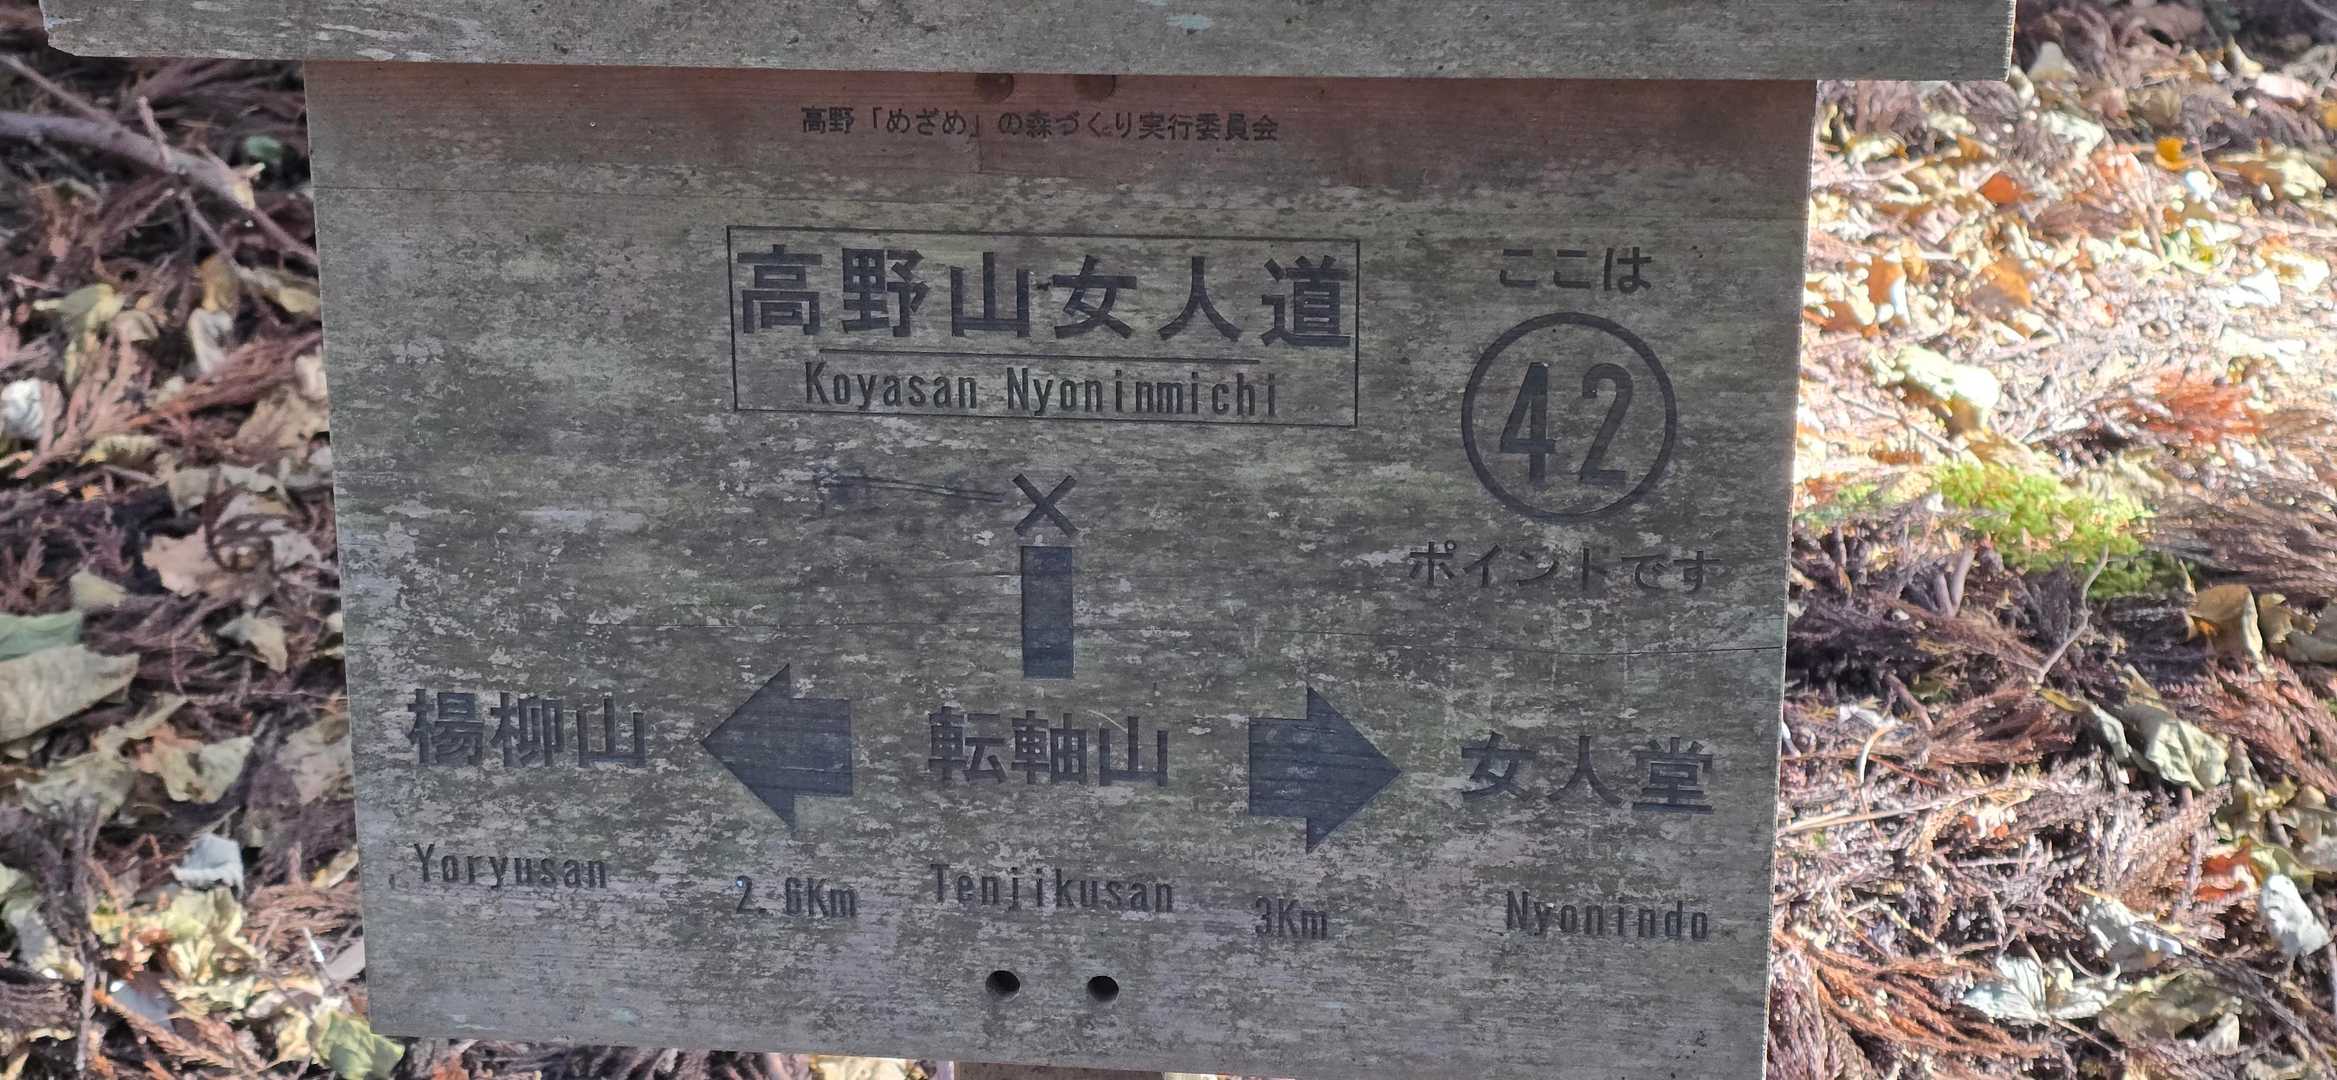 高野「めざめ」の森づくり実行委員会
高野山女人道
Koyasan Nyoninmichi
ここは
42
ポイントです
×
楊柳山
転軸山
女人堂
Yoryusan
2.6Km
Tenjikusan
3Km
Nyonindo
2